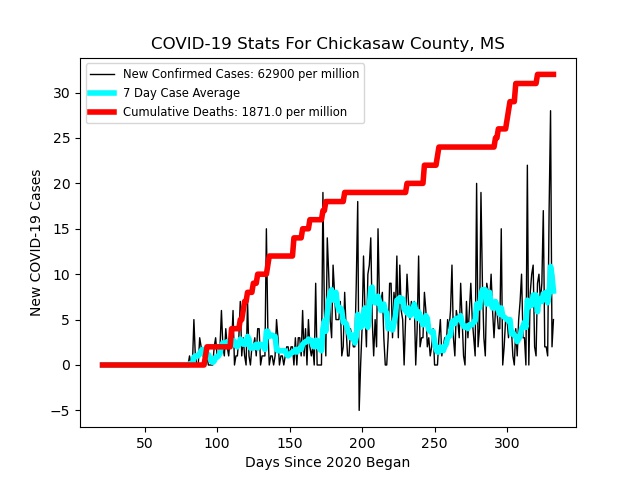 COVID-19 Stats For Chickasaw County, MS
New Confirmed Cases: 62900 per million
7 Day Case Average
Cumulative Deaths: 1871.0 per million
New COVID-19 Cases
30
25
20
15
10
5
0
−5
50
100
150
200
250
300
Days Since 2020 Began